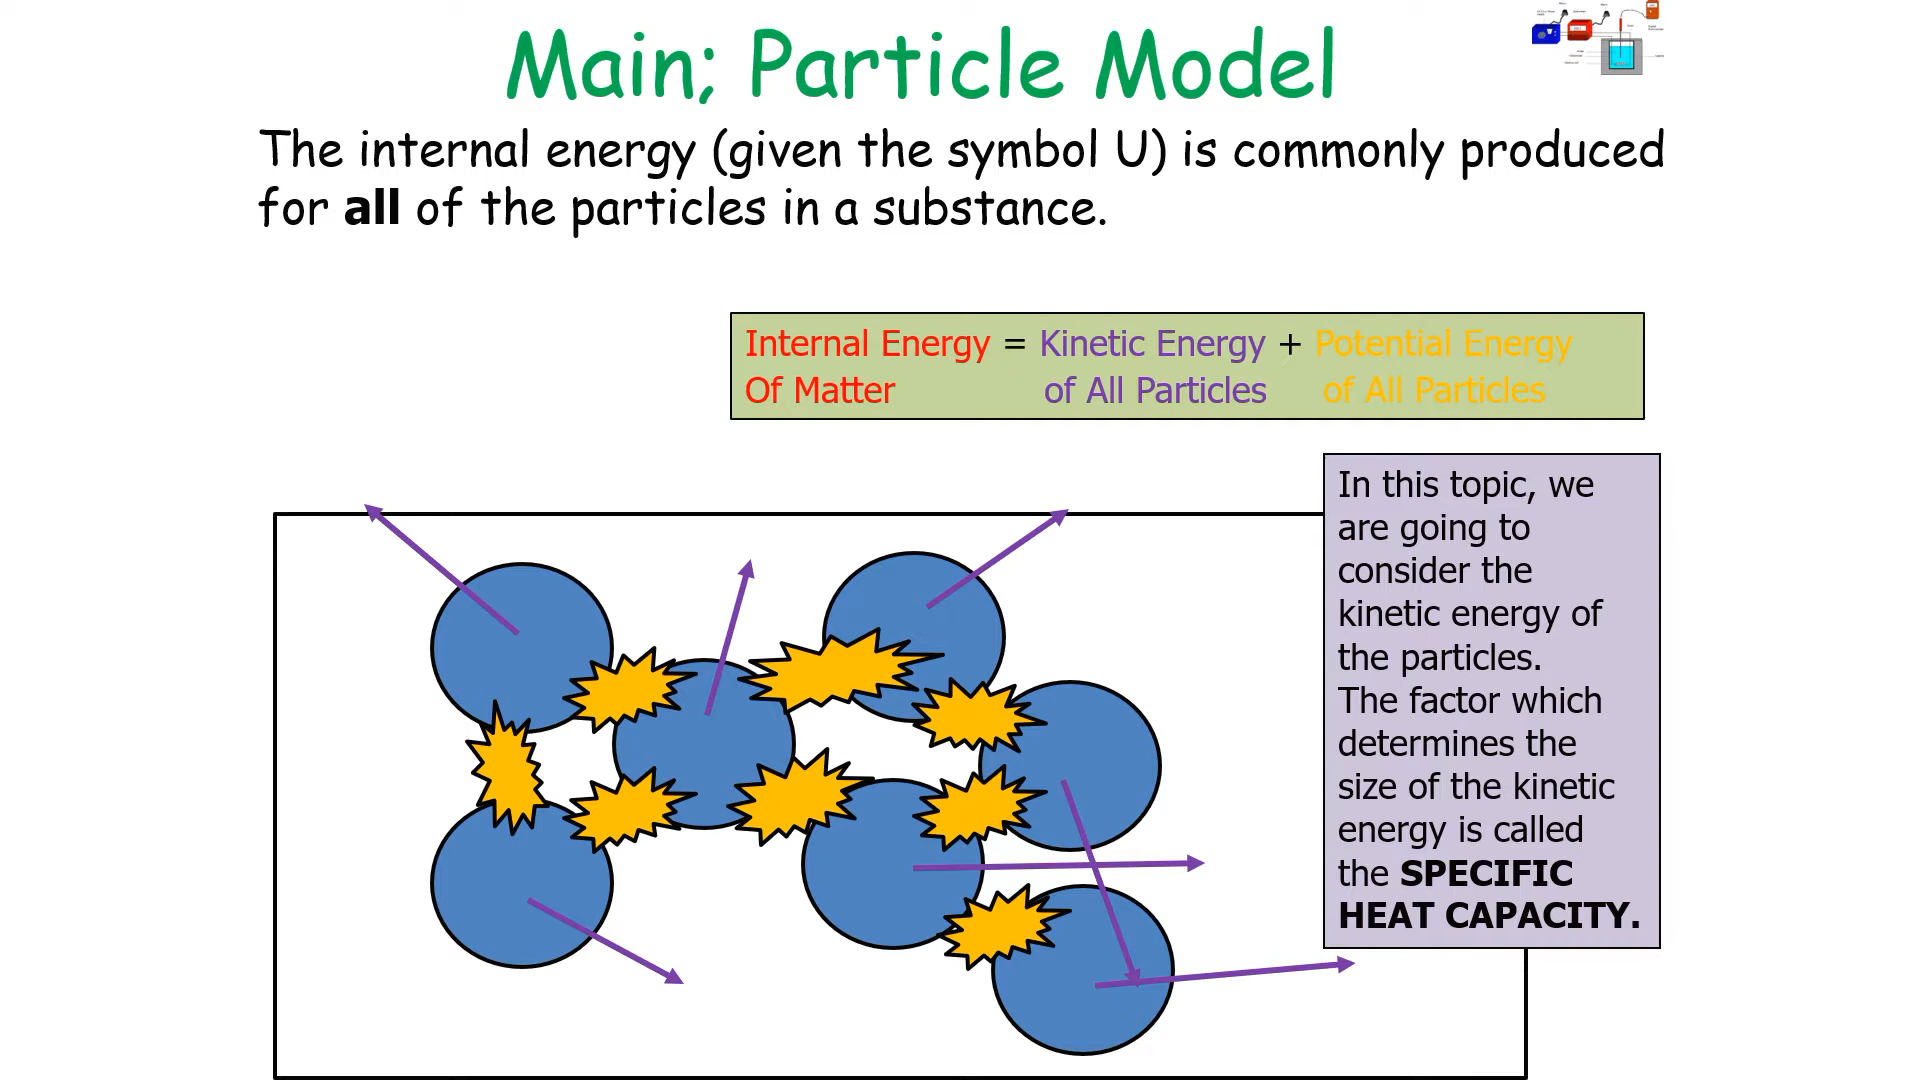 Main; Particle Model
The internal energy (given the symbol U) is commonly produced
for all of the particles in a substance.
Internal Energy = Kinetic Energy + Potential Energy
Of Matter of All Particles of All Particles
In this topic, we
are going to
consider the
kinetic energy of
the particles.
The factor which
determines the
size of the kinetic
energy is called
the SPECIFIC
HEAT CAPACITY.